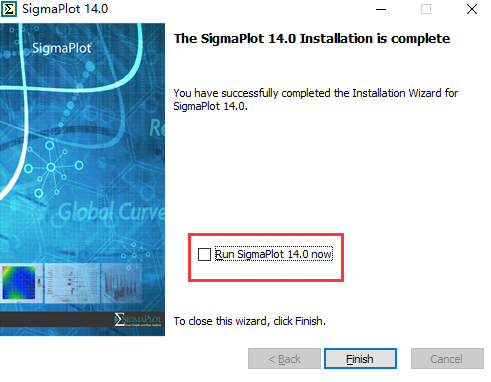 SigmaPlot 14.0
SigmaPlot
The SigmaPlot 14.0 Installation is complete
You have successfully completed the Installation Wizard for
SigmaPlot 14.0.
Global Curve
Run SigmaPlot 14.0 now
SIGMAPLOT
To close this wizard, click Finish.
< Back
Finish
Cancel